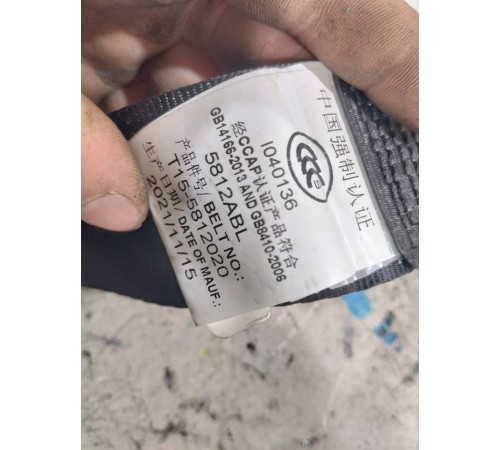 中国强制认证
CCC S
I040136
经CCAP认证产品符合
GB14166-2013 AND GB8410-2006
5812ABL
产品件号/ BELT NO.:
T15-5812020
生产日期/ DATE OF MAUF.:
2021/11/15